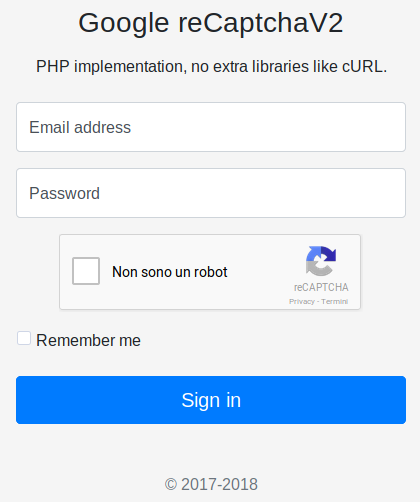 Google reCaptchaV2
PHP implementation, no extra libraries like cURL.
Email address
Password
Non sono un robot
reCAPTCHA
Privacy - Termini
Remember me
Sign in
© 2017-2018